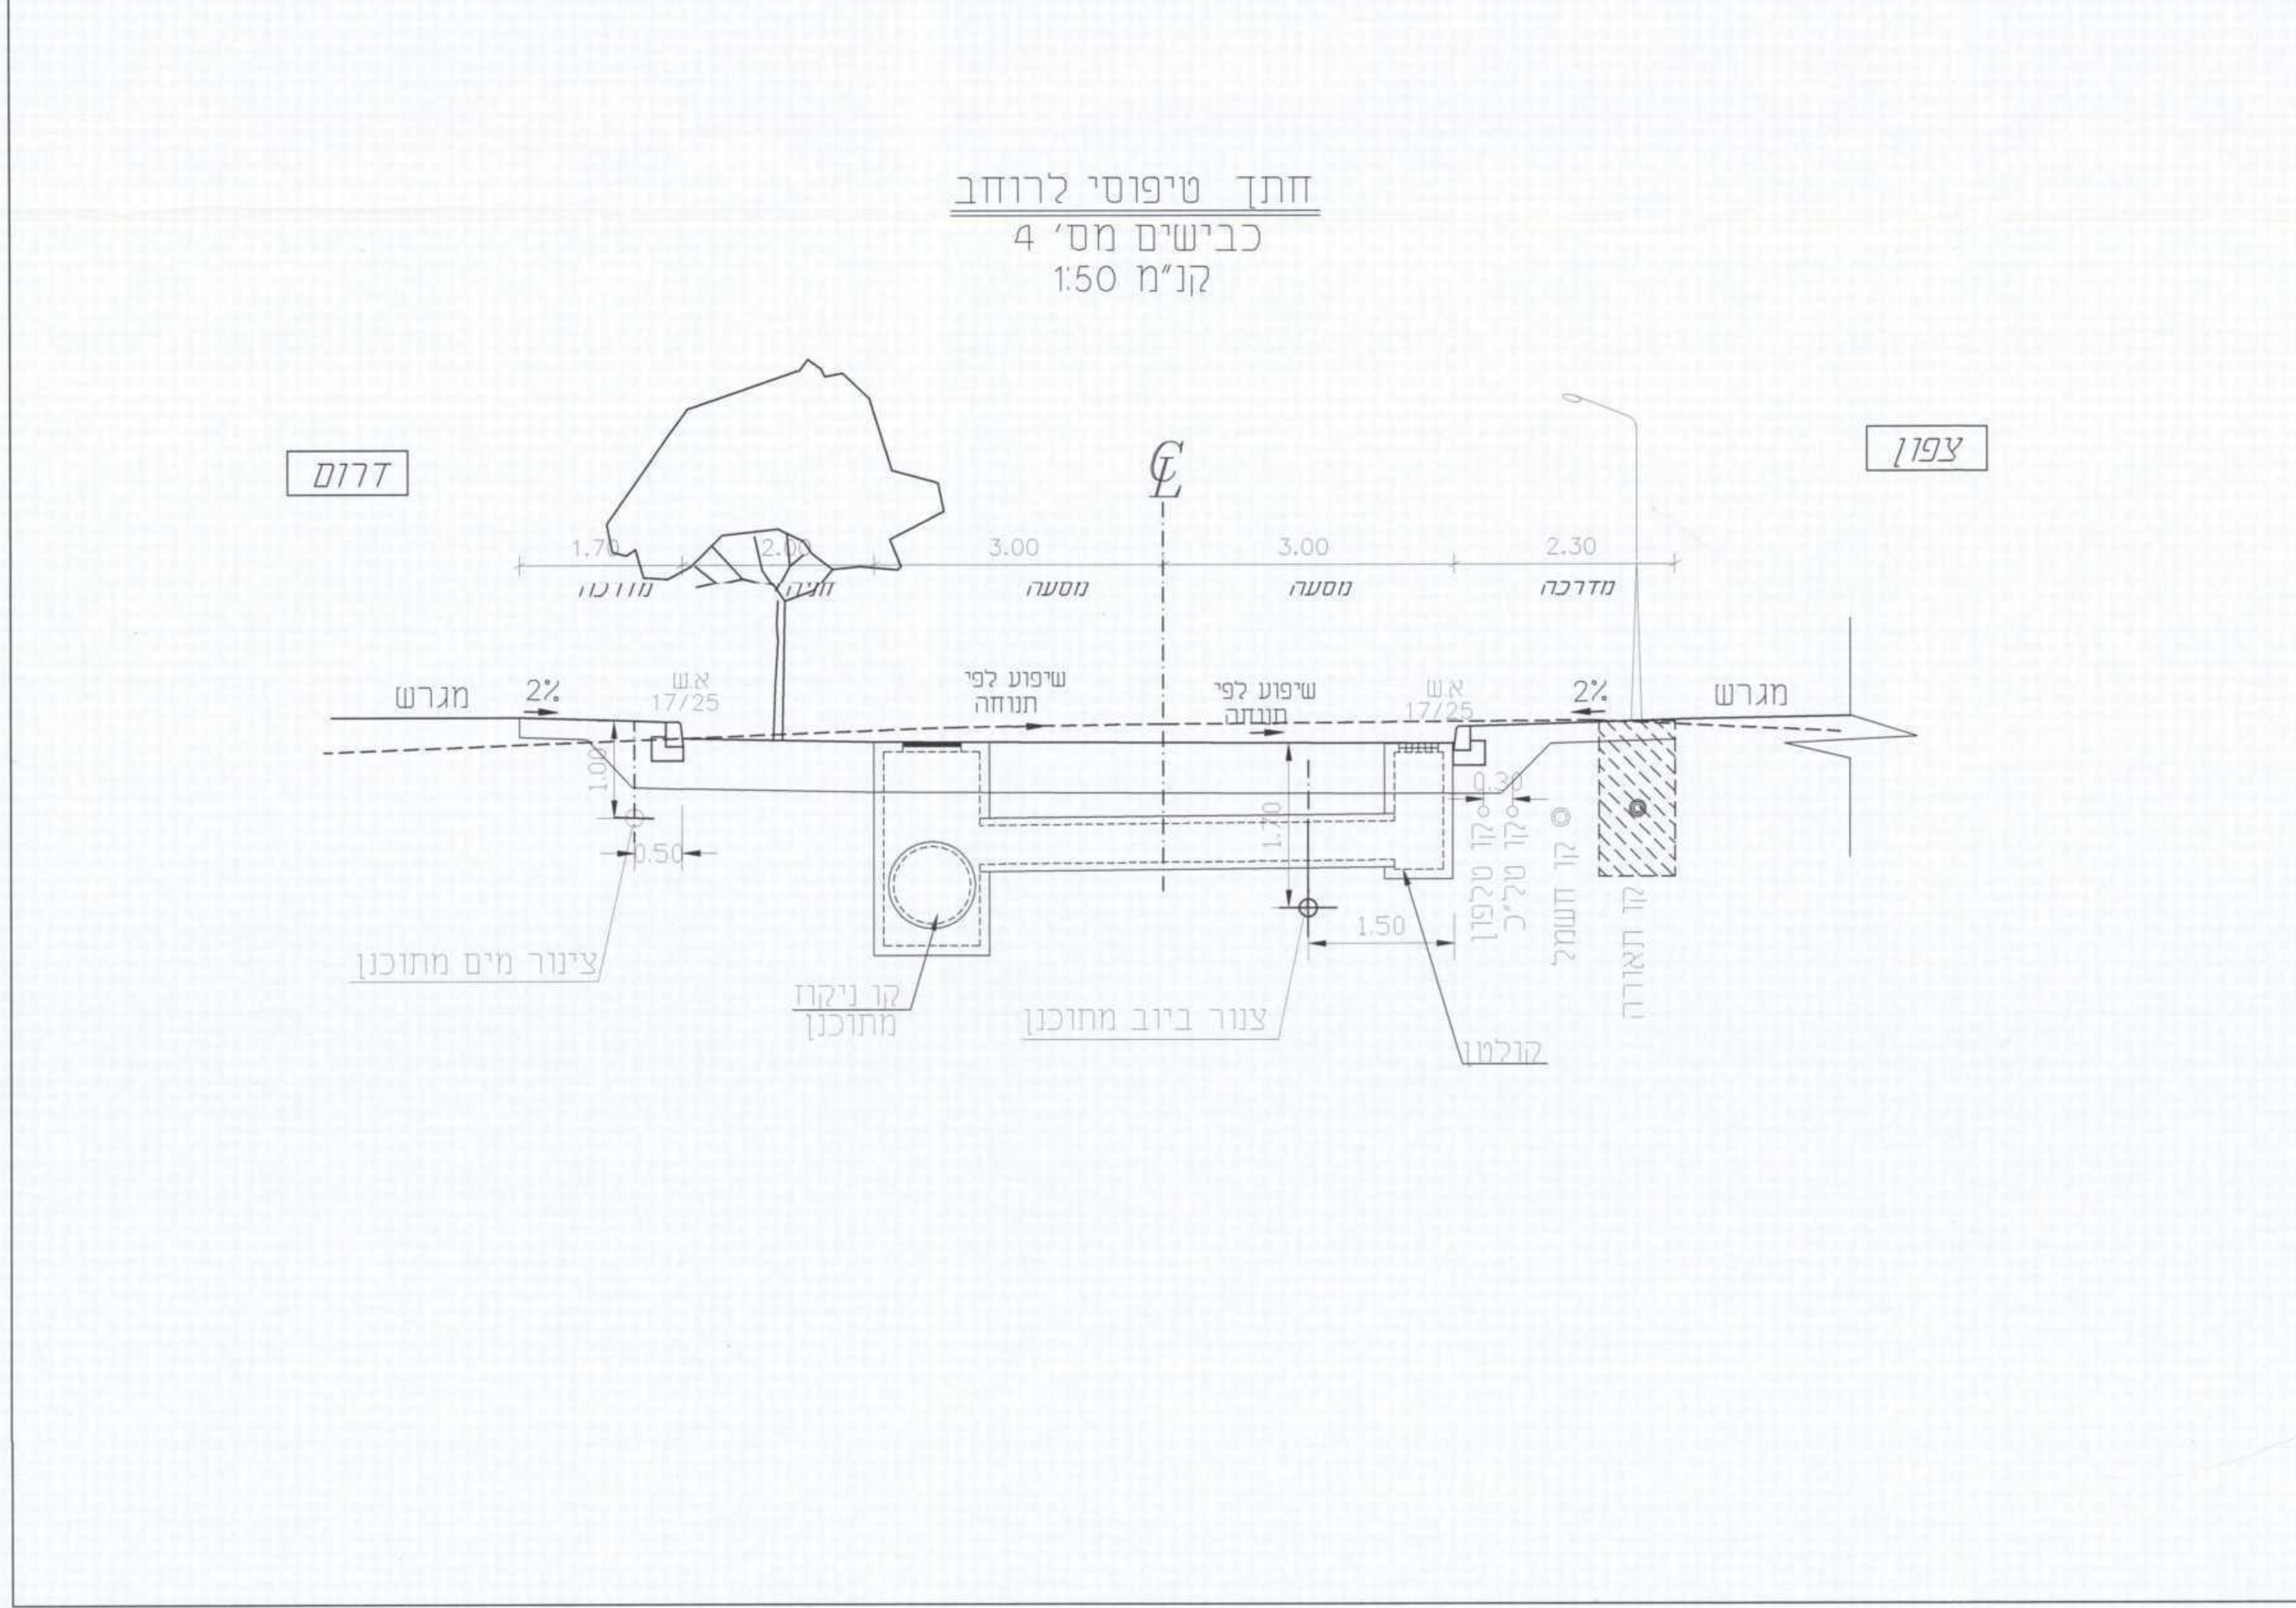 חתך טיפוסי לרוחב
כבישים מס' 4
קנ"מ 1:50
דרום
צפון
CL
1.70
2.00
3.00
3.00
2.30
מדרכה
חניה
מסעה
מסעה
מדרכה
מגרש
2%
א.ש
17/25
שיפוע לפי
תנוחה
שיפוע לפי
תנוחה
א.ש
17/25
2%
מגרש
1.00
0.50
1.70
1.50
0.30
קו טלפון
קו טל"כ
קו חשמל
קו תאורה
צינור מים מתוכנן
קו ניקוז
מתוכנן
צנור ביוב מתוכנן
קולטן